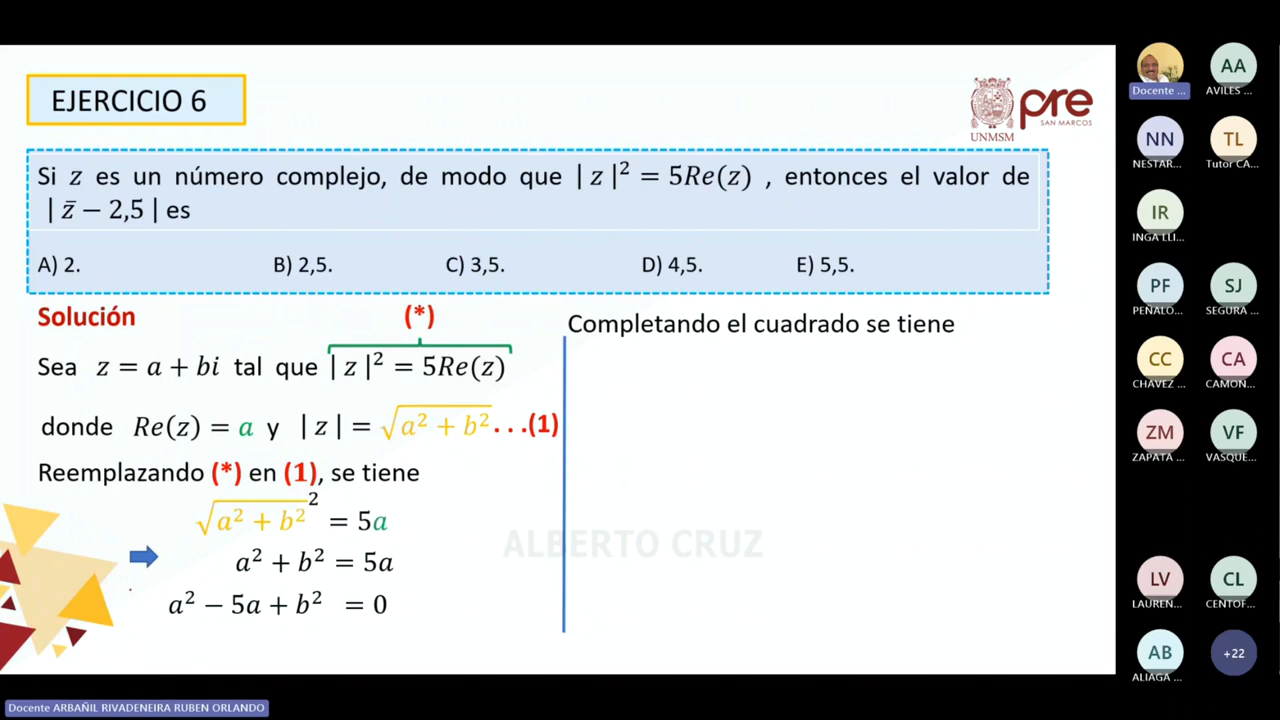 EJERCICIO 6
UNMSM
pre
SAN MARCOS
Si z es un número complejo, de modo que |z|² = 5Re(z) , entonces el valor de
|z̄ − 2,5| es
A) 2. B) 2,5. C) 3,5. D) 4,5. E) 5,5.
Solución
(*)
Sea z = a + bi tal que |z|² = 5Re(z)
donde Re(z) = a y |z| = √(a² + b²) ...(1)
Reemplazando (*) en (1), se tiene
√(a² + b²)² = 5a
a² + b² = 5a
a² − 5a + b² = 0
Completando el cuadrado se tiene
ALBERTO CRUZ
Docente ...
AA
AVILES ...
NN
NESTAR...
TL
Tutor CA...
IR
INGA LLI...
PF
PEÑALO...
SJ
SEGURA ...
CC
CHÁVEZ ...
CA
CAMON...
ZM
ZAPATA ...
VF
VASQUE...
LV
LAUREN...
CL
CENTOF...
AB
ALIAGA ...
+22
Docente ARBAÑIL RIVADENEIRA RUBEN ORLANDO